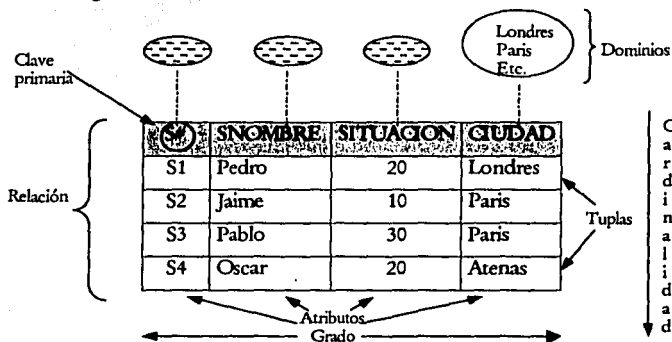 Londres
Paris
Etc.
Dominios
Clave
primaria
S# SNOMBRE SITUACION CIUDAD
S1 Pedro 20 Londres
S2 Jaime 10 Paris
S3 Pablo 30 Paris
S4 Oscar 20 Atenas
Relación
Tuplas
Cardinalidad
Atributos
Grado